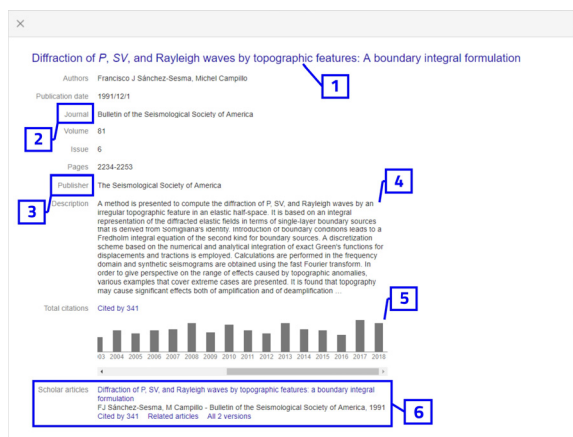 ×
Diffraction of P, SV, and Rayleigh waves by topographic features: A boundary integral formulation
1
Authors Francisco J Sánchez-Sesma, Michel Campillo
Publication date 1991/12/1
Journal Bulletin of the Seismological Society of America
2
Volume 81
Issue 6
Pages 2234-2253
Publisher The Seismological Society of America
3
4
Description A method is presented to compute the diffraction of P, SV, and Rayleigh waves by an
irregular topographic feature in an elastic half-space. It is based on an integral
representation of the diffracted elastic fields in terms of single-layer boundary sources
that is derived from Somigliana's identity. Introduction of boundary conditions leads to a
Fredholm integral equation of the second kind for boundary sources. A discretization
scheme based on the numerical and analytical integration of exact Green's functions for
displacements and tractions is employed. Calculations are performed in the frequency
domain and synthetic seismograms are obtained using the fast Fourier transform. In
order to give perspective on the range of effects caused by topographic anomalies,
various examples that cover extreme cases are presented. It is found that topography
may cause significant effects both of amplification and of deamplification ...
5
Total citations Cited by 341
03 2004 2005 2006 2007 2008 2009 2010 2011 2012 2013 2014 2015 2016 2017 2018
Scholar articles Diffraction of P, SV, and Rayleigh waves by topographic features: a boundary integral
formulation
FJ Sánchez-Sesma, M Campillo - Bulletin of the Seismological Society of America, 1991
6
Cited by 341 Related articles All 2 versions